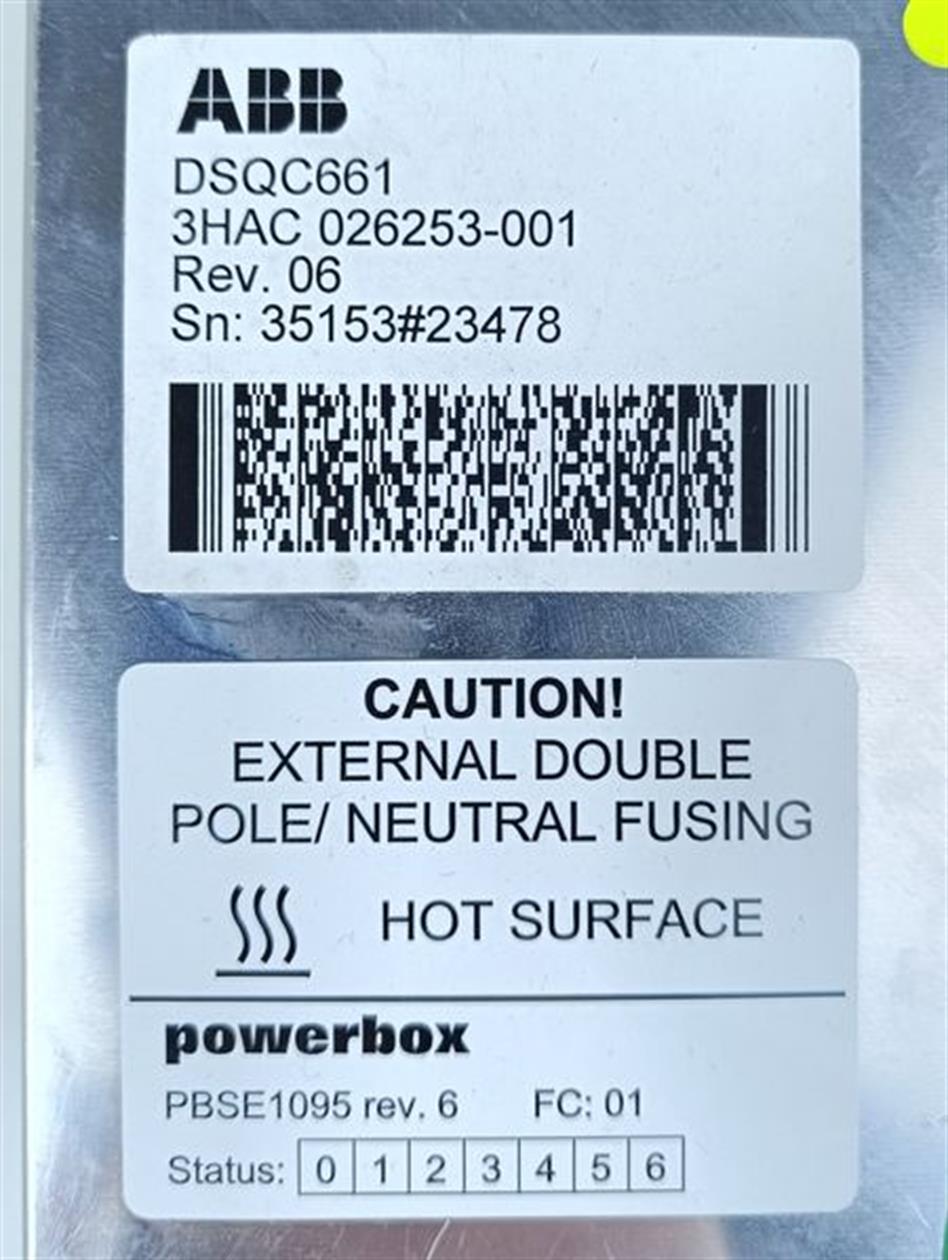 ABB
DSQC661
3HAC 026253-001
Rev. 06
Sn: 35153#23478
CAUTION!
EXTERNAL DOUBLE
POLE/ NEUTRAL FUSING
HOT SURFACE
powerbox
PBSE1095 rev. 6 FC: 01
Status: 0 1 2 3 4 5 6